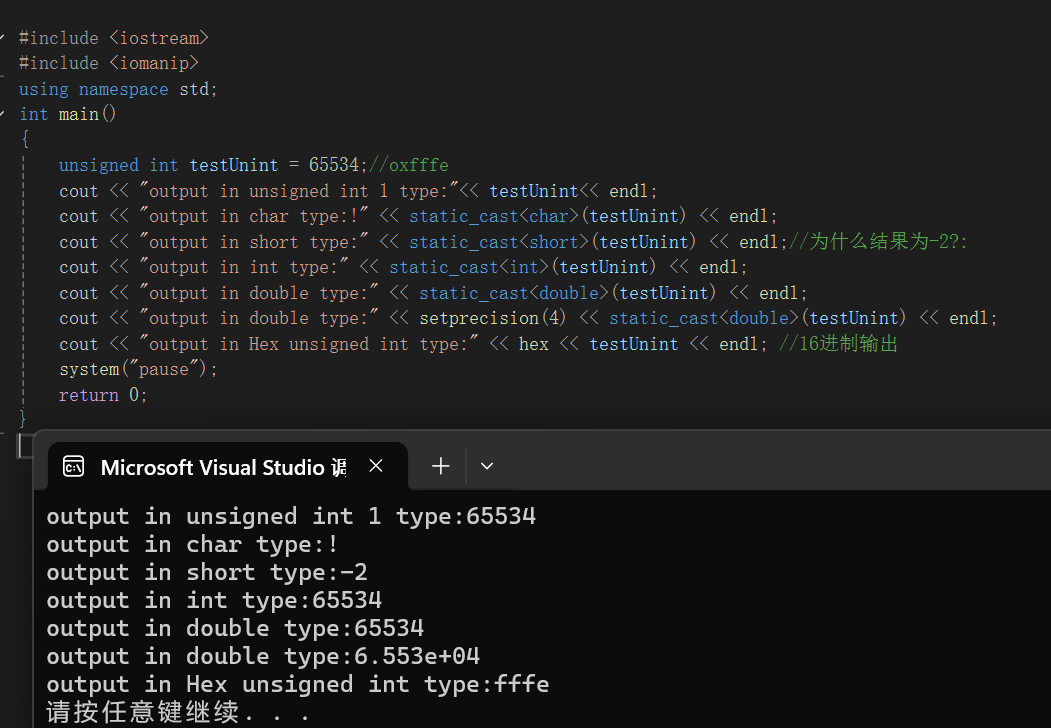 #include <iostream>
#include <iomanip>
using namespace std;
int main()
{
unsigned int testUnint = 65534;//oxfffe
cout << "output in unsigned int 1 type:"<< testUnint<< endl;
cout << "output in char type:!" << static_cast<char>(testUnint) << endl;
cout << "output in short type:" << static_cast<short>(testUnint) << endl;//为什么结果为-2?:
cout << "output in int type:" << static_cast<int>(testUnint) << endl;
cout << "output in double type:" << static_cast<double>(testUnint) << endl;
cout << "output in double type:" << setprecision(4) << static_cast<double>(testUnint) << endl;
cout << "output in Hex unsigned int type:" << hex << testUnint << endl; //16进制输出
system("pause");
return 0;
}
Microsoft Visual Studio
output in unsigned int 1 type:65534
output in char type:!
output in short type:-2
output in int type:65534
output in double type:65534
output in double type:6.553e+04
output in Hex unsigned int type:fffe
请按任意键继续. . .